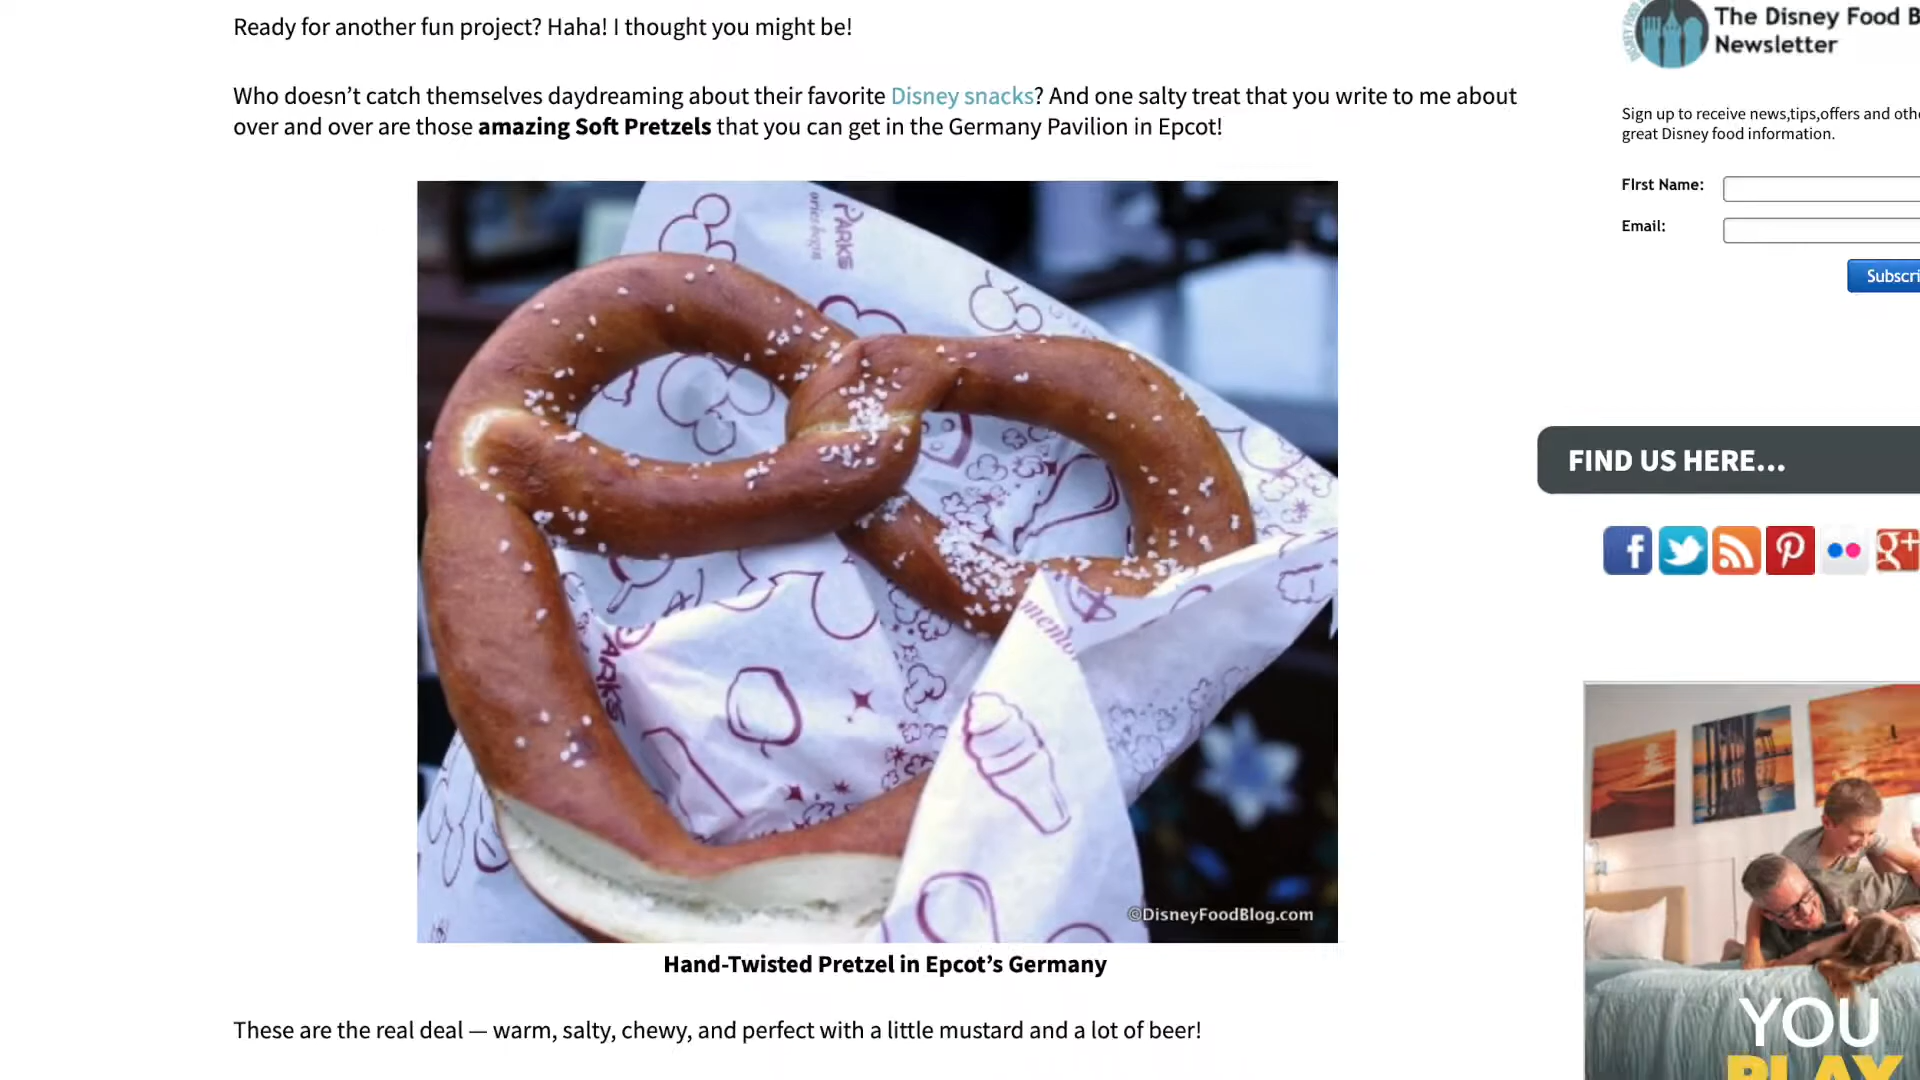 Ready for another fun project? Haha! I thought you might be!
Who doesn’t catch themselves daydreaming about their favorite Disney snacks? And one salty treat that you write to me about
over and over are those amazing Soft Pretzels that you can get in the Germany Pavilion in Epcot!
PARKS
memo
©DisneyFoodBlog.com
Hand-Twisted Pretzel in Epcot’s Germany
These are the real deal — warm, salty, chewy, and perfect with a little mustard and a lot of beer!
The Disney Food B
Newsletter
Sign up to receive news,tips,offers and oth
great Disney food information.
FIrst Name:
Email:
Subscri
FIND US HERE...
YOU
PLAY